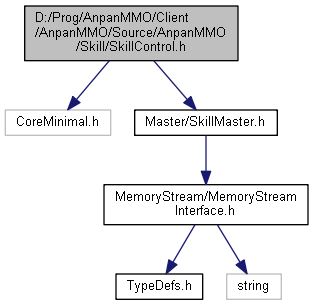 D:/Prog/AnpanMMO/Client
/AnpanMMO/Source/AnpanMMO
/Skill/SkillControl.h
CoreMinimal.h
Master/SkillMaster.h
MemoryStream/MemoryStream
Interface.h
TypeDefs.h
string